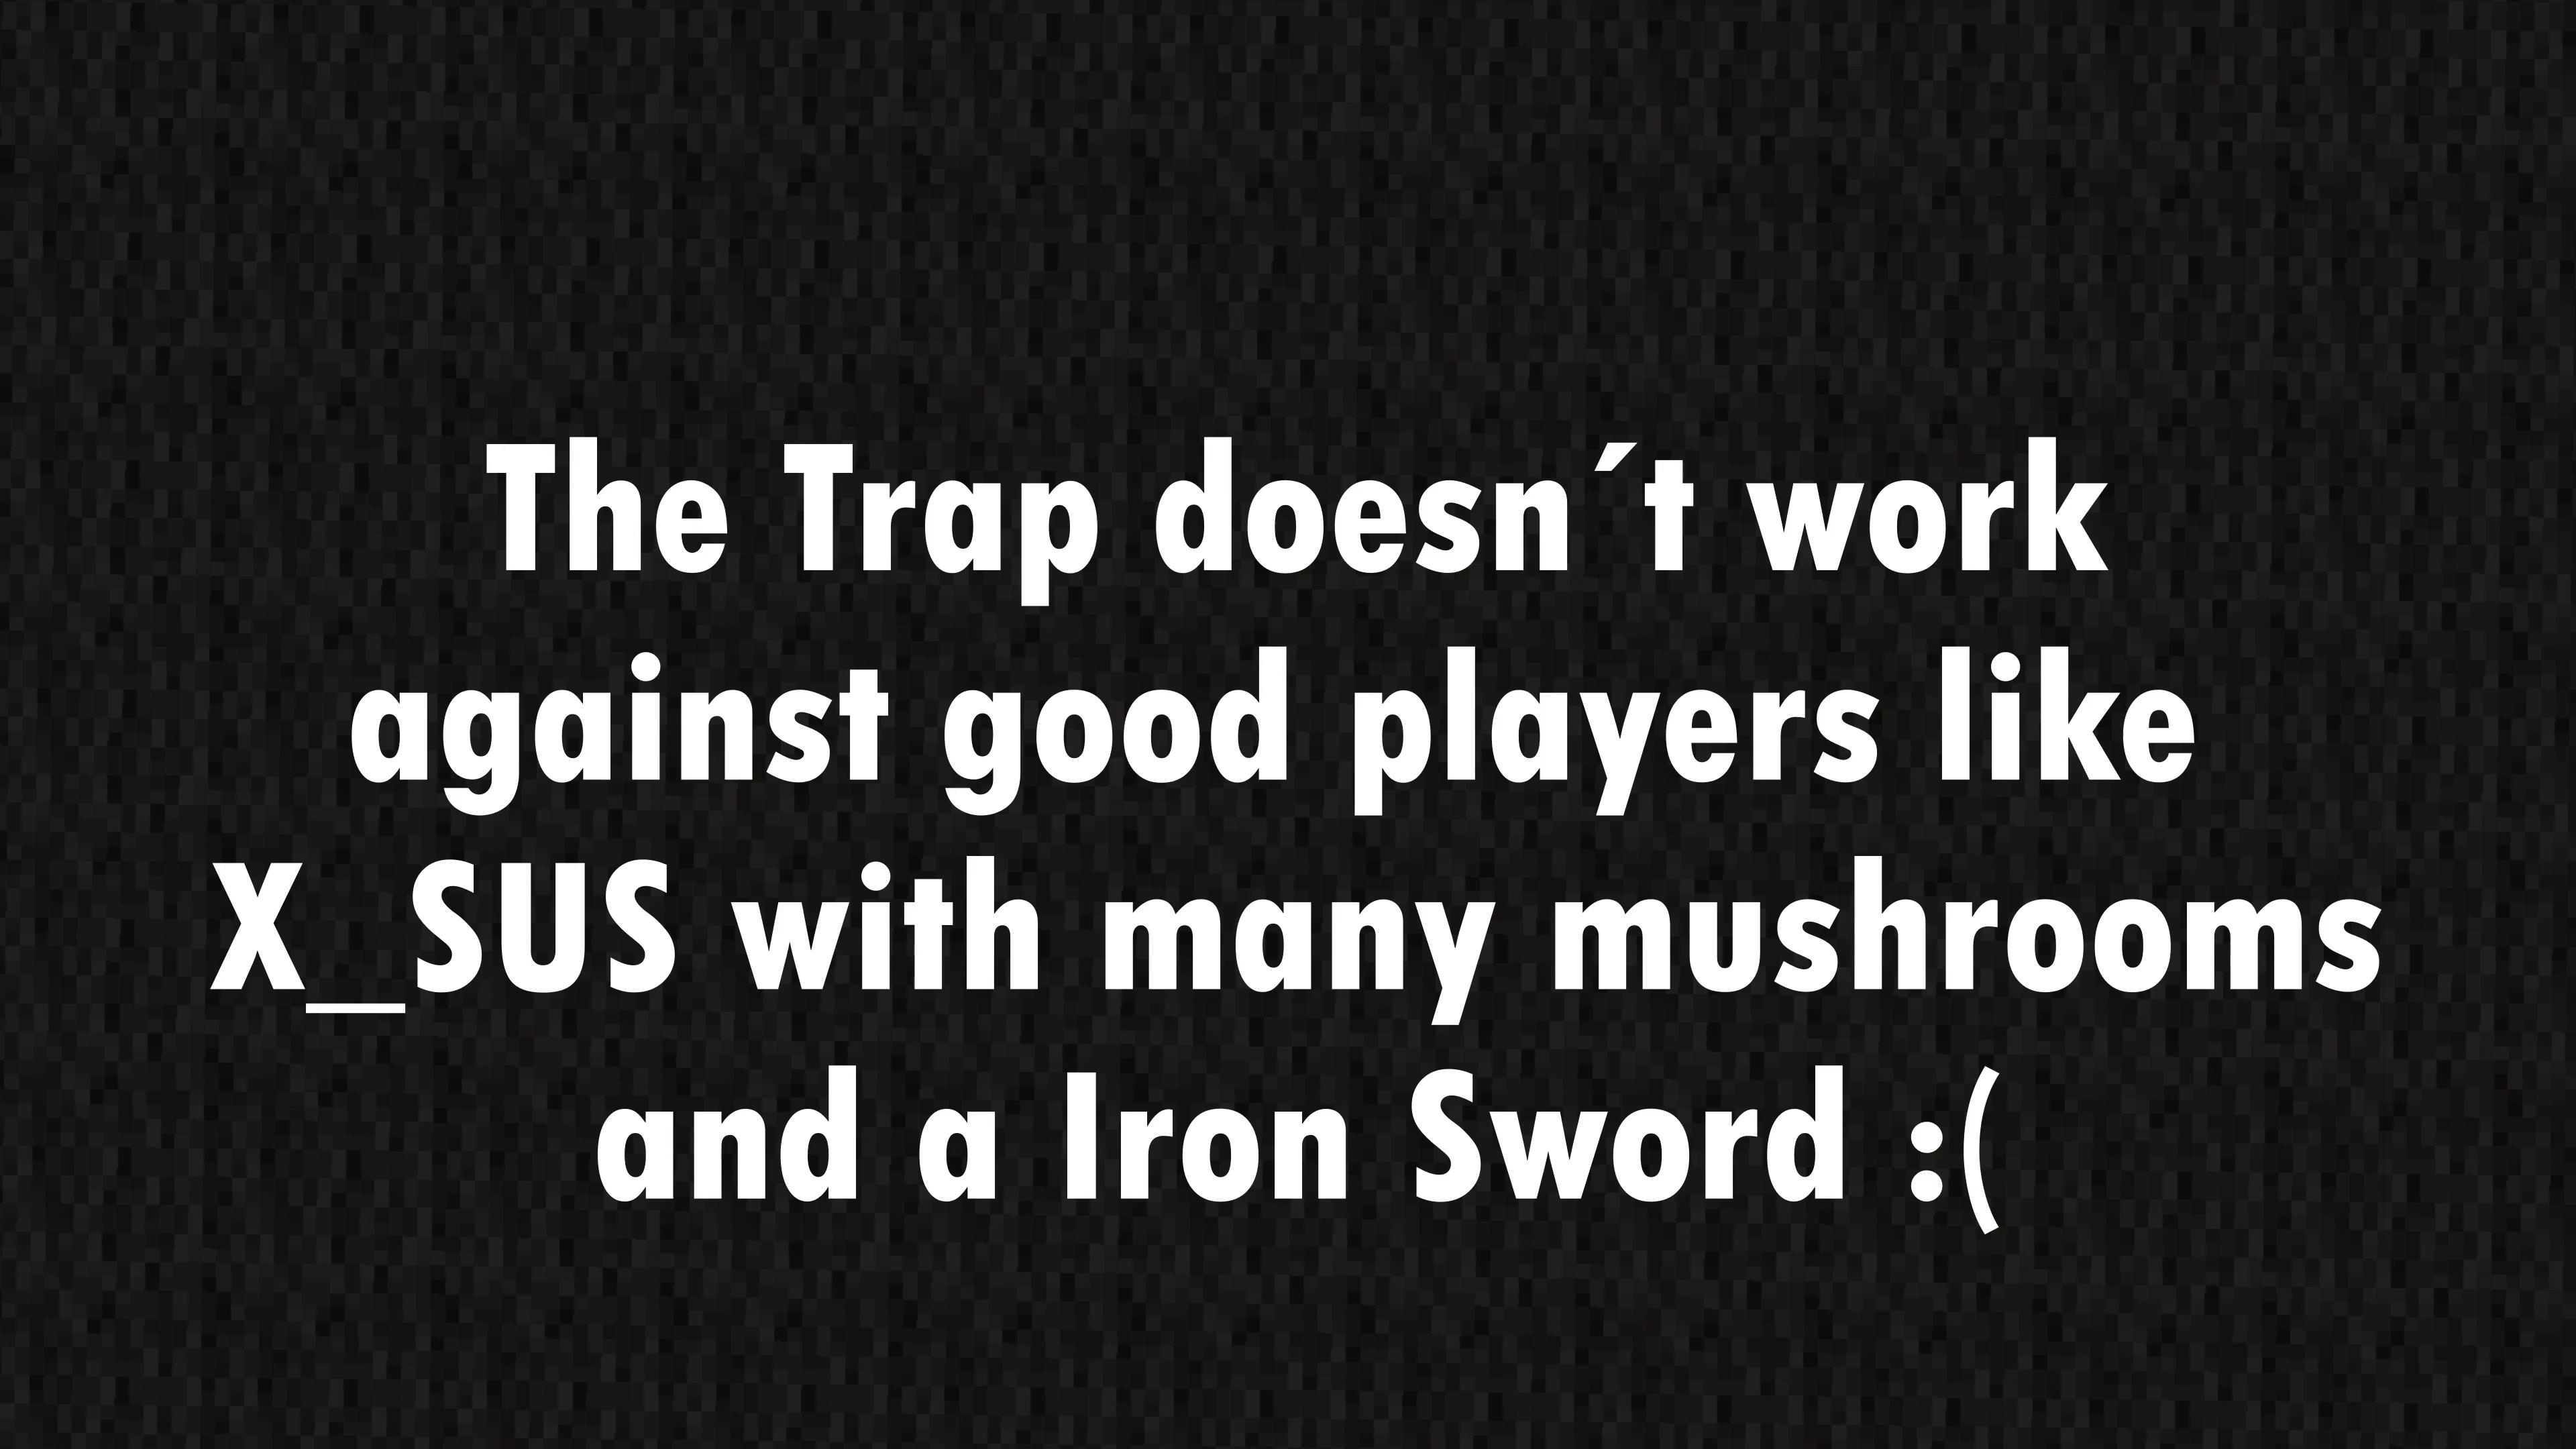 The Trap doesn´t work
against good players like
X_SUS with many mushrooms
and a Iron Sword :(